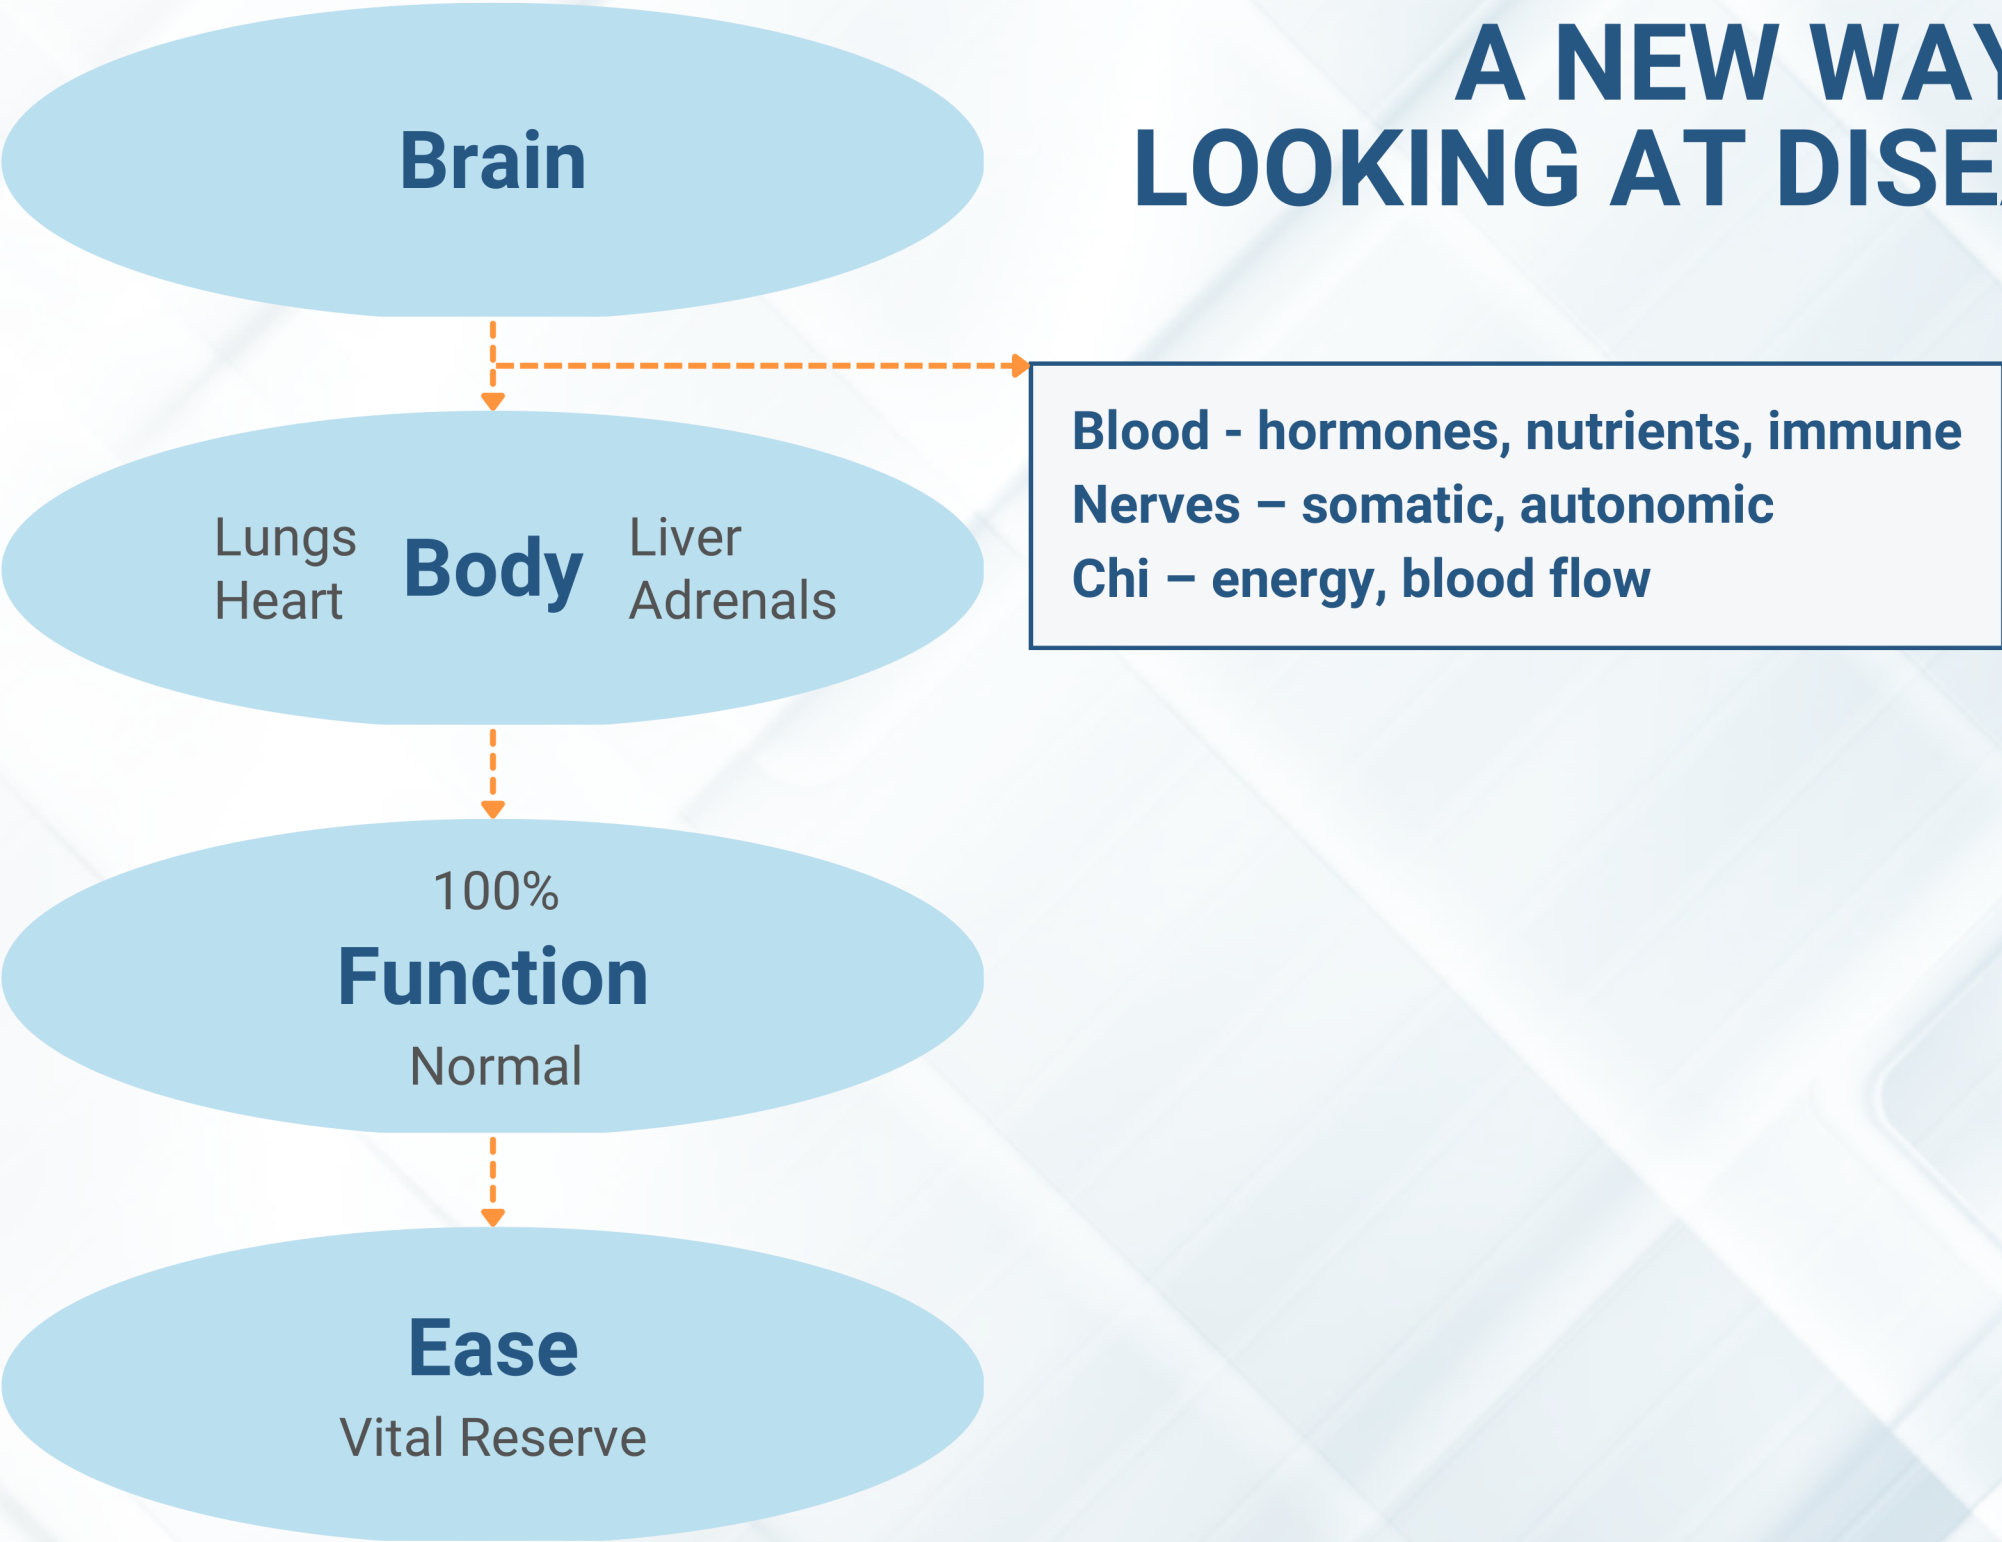 A NEW WAY
LOOKING AT DISE
Brain
Blood - hormones, nutrients, immune
Nerves – somatic, autonomic
Chi – energy, blood flow
Lungs
Heart
Body
Liver
Adrenals
100%
Function
Normal
Ease
Vital Reserve